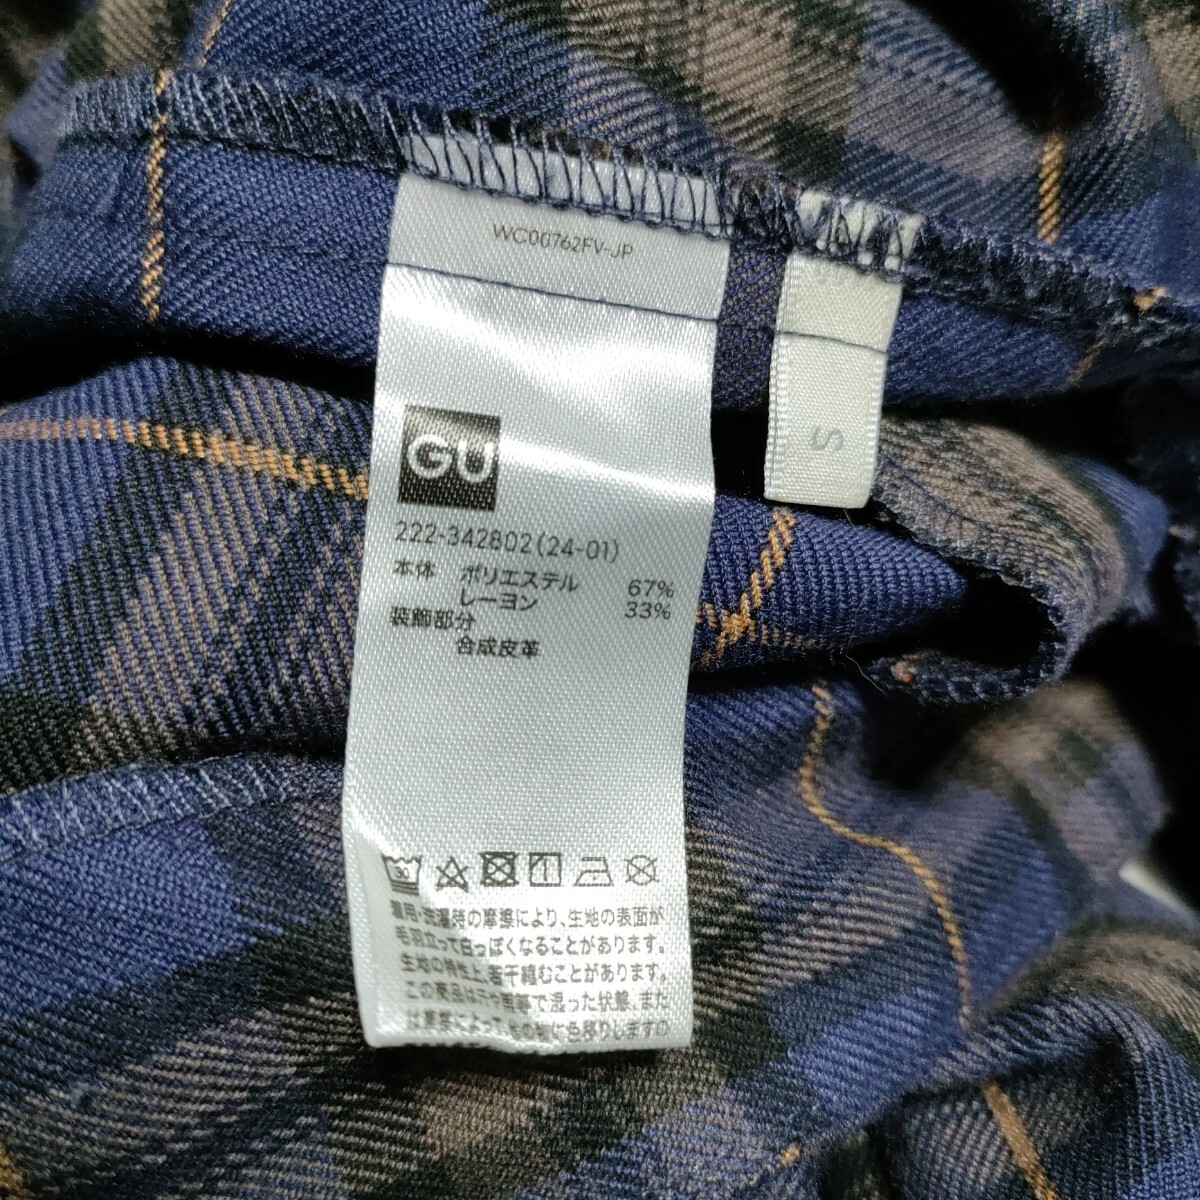 WC00762FV-JP
S
GU
222-342802(24-01)
本体 ポリエステル 67%
レーヨン 33%
装飾部分
合成皮革
30
着用・洗濯時の摩擦により、生地の表面が
毛羽立って白っぽくなることがあります。
生地の特性上、若干縮むことがあります。
この商品は汗や雨等で湿った状態、また
は摩擦によって、他の物に色移りしますの